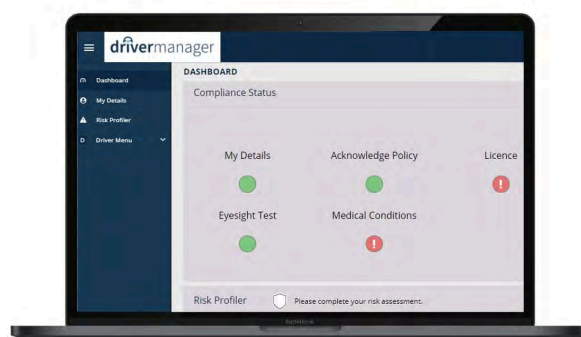 drivermanager
DASHBOARD
Dashboard
Compliance Status
My Details
Risk Profiler
D Driver Menu
My Details Acknowledge Policy Licence
!
Eyesight Test Medical Conditions
!
Risk Profiler Please complete your risk assessment.